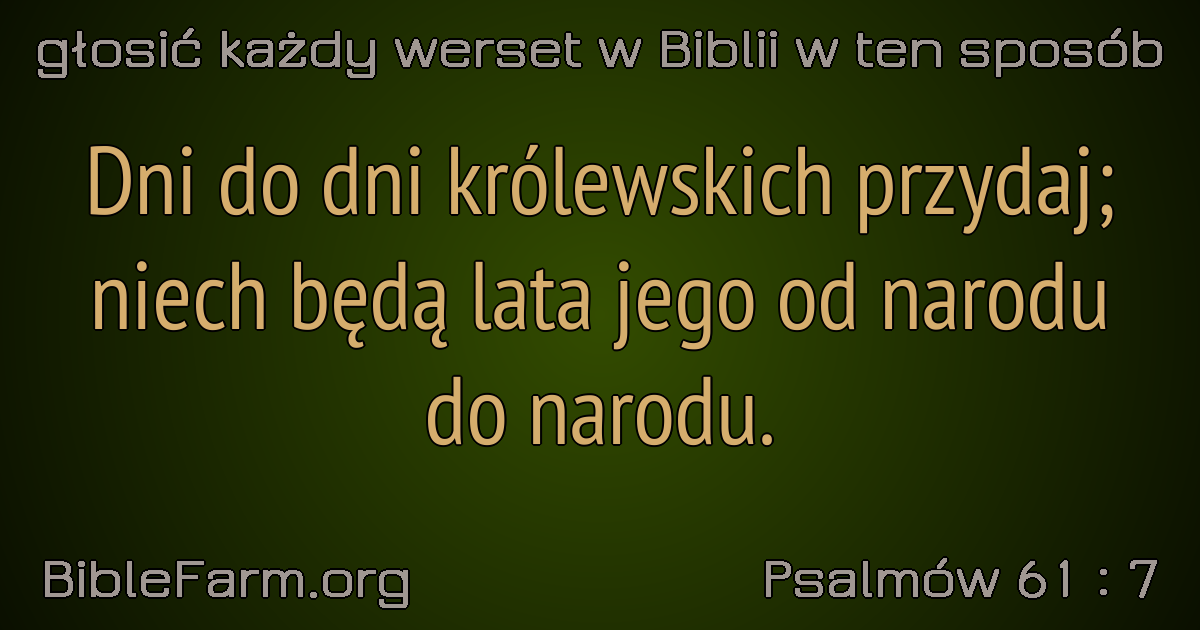 głosić każdy werset w Biblii w ten sposób
Dni do dni królewskich przydaj;
niech będą lata jego od narodu
do narodu.
BibleFarm.org
Psalmów 61 : 7